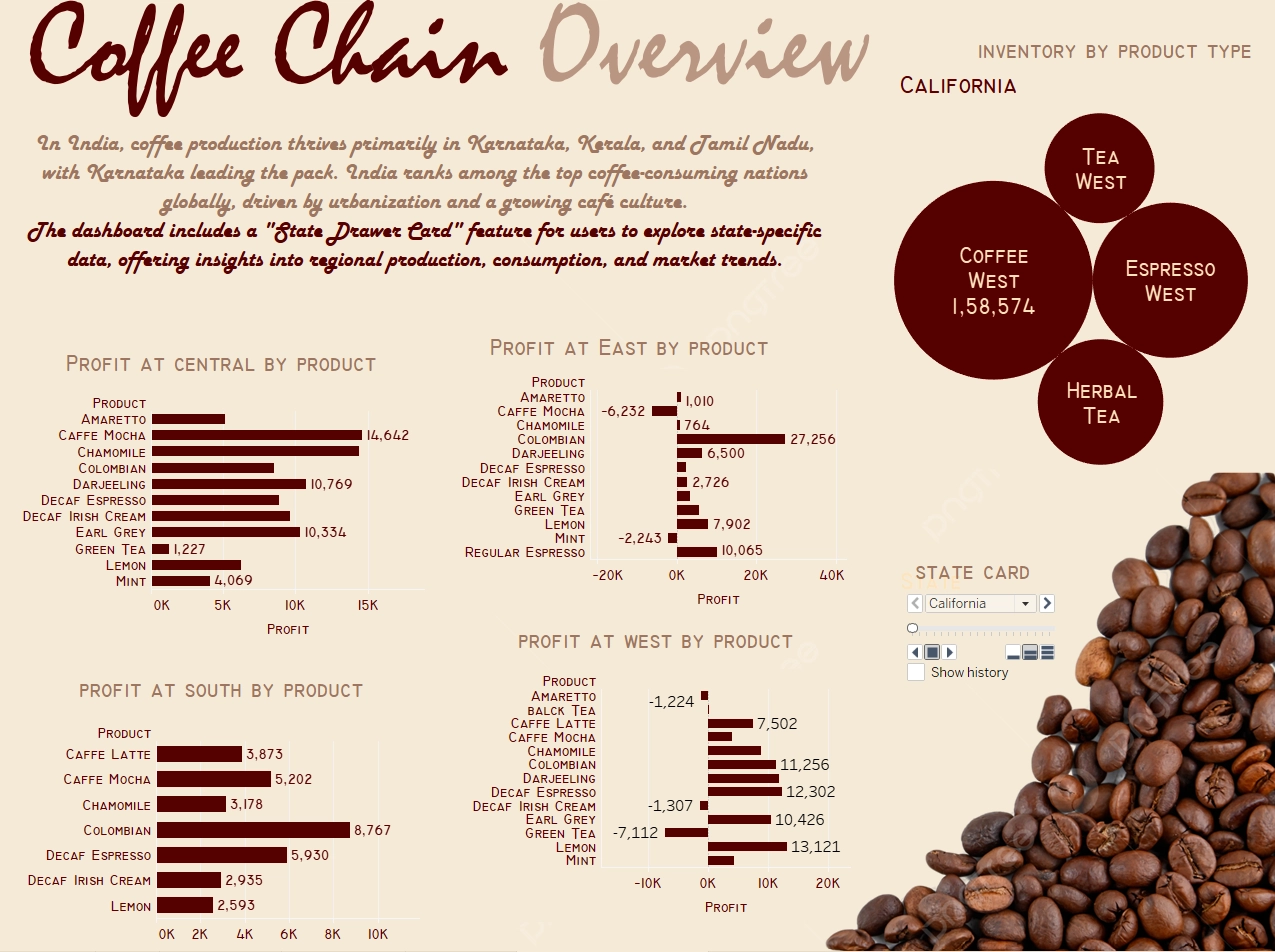 Coffee Chain Overview
In India, coffee production thrives primarily in Karnataka, Kerala, and Tamil Nadu,
with Karnataka leading the pack. India ranks among the top coffee-consuming nations
globally, driven by urbanization and a growing café culture.
The dashboard includes a "State Drawer Card" feature for users to explore state-specific
data, offering insights into regional production, consumption, and market trends.
INVENTORY BY PRODUCT TYPE
California
Tea
West
Coffee
West
1,58,574
Espresso
West
Herbal
Tea
Profit at central by product
Product
Amaretto
Caffe Mocha 14,642
Chamomile
Colombian
Darjeeling 10,769
Decaf Espresso
Decaf Irish Cream
Earl Grey 10,334
Green Tea 1,227
Lemon
Mint 4,069
0K 5K 10K 15K
Profit
Profit at East by product
Product
Amaretto 1,010
Caffe Mocha -6,232
Chamomile 764
Colombian 27,256
Darjeeling 6,500
Decaf Espresso
Decaf Irish Cream 2,726
Earl Grey
Green Tea
Lemon 7,902
Mint -2,243
Regular Espresso 10,065
-20K 0K 20K 40K
Profit
PROFIT AT SOUTH BY PRODUCT
Product
Caffe Latte 3,873
Caffe Mocha 5,202
Chamomile 3,178
Colombian 8,767
Decaf Espresso 5,930
Decaf Irish Cream 2,935
Lemon 2,593
0K 2K 4K 6K 8K 10K
PROFIT AT WEST BY PRODUCT
Product
Amaretto -1,224
balck Tea
Caffe Latte 7,502
Caffe Mocha
Chamomile
Colombian 11,256
Darjeeling
Decaf Espresso 12,302
Decaf Irish Cream -1,307
Earl Grey 10,426
Green Tea -7,112
Lemon 13,121
Mint
-10K 0K 10K 20K
Profit
STATE CARD
California
Show history